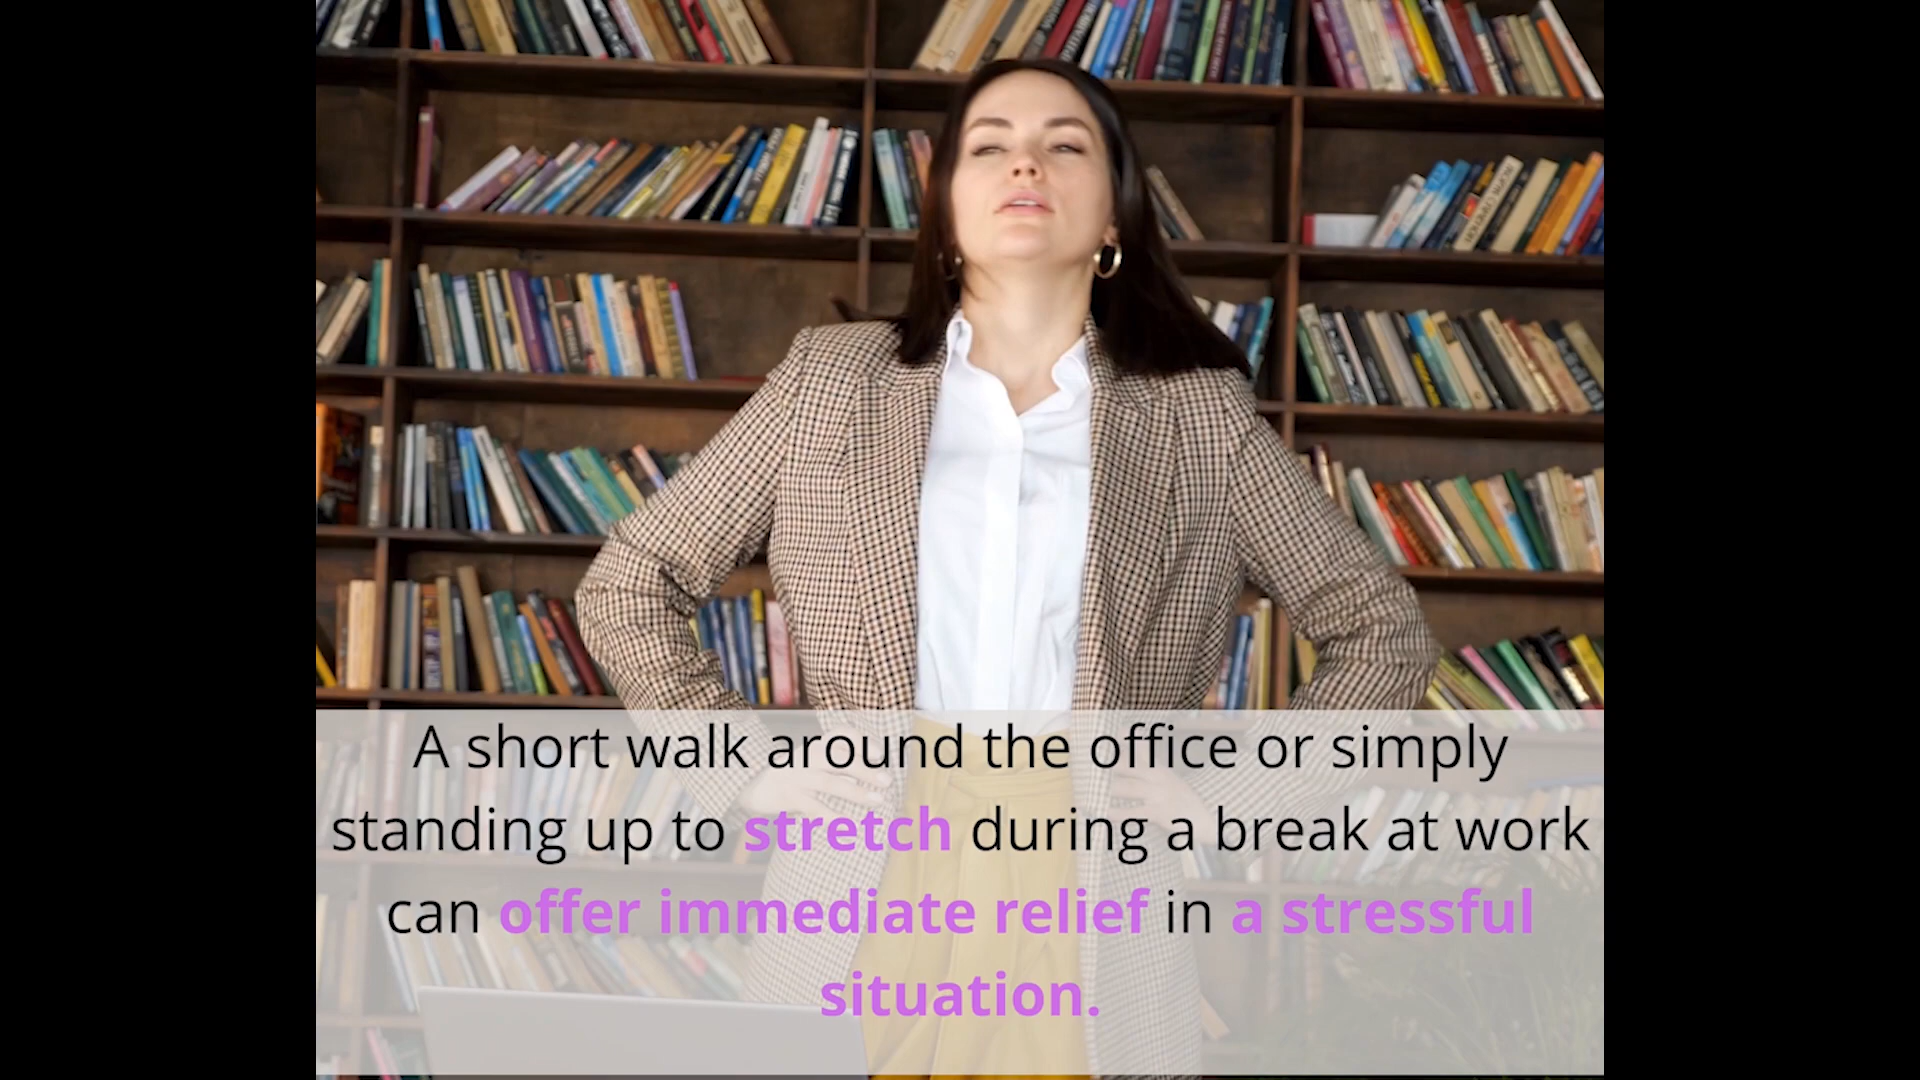 A short walk around the office or simply
standing up to stretch during a break at work
can offer immediate relief in a stressful
situation.